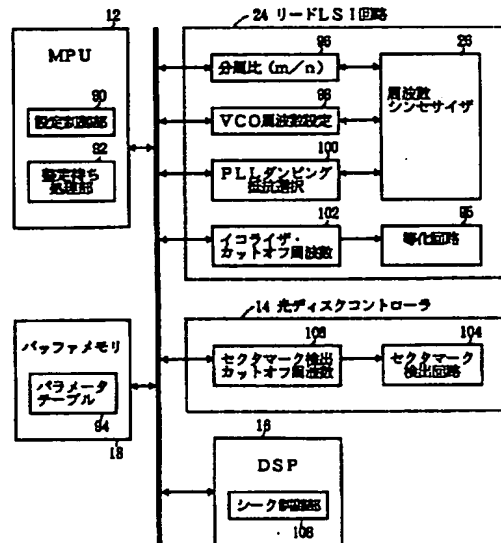 12
MPU
90
設定制御部
92
整定待ち
処理部
バッファメモリ
パラメータ
テーブル
94
18
24 リードLSI回路
96
分周比(m/n)
98
VCO周波数設定
100
PLLダンピング
抵抗選択
102
イコライザ・
カットオフ周波数
26
周波数
シンセサイザ
95
等化回路
14 光ディスクコントローラ
106
セクタマーク検出
カットオフ周波数
104
セクタマーク
検出回路
16
DSP
シーク制御部
108